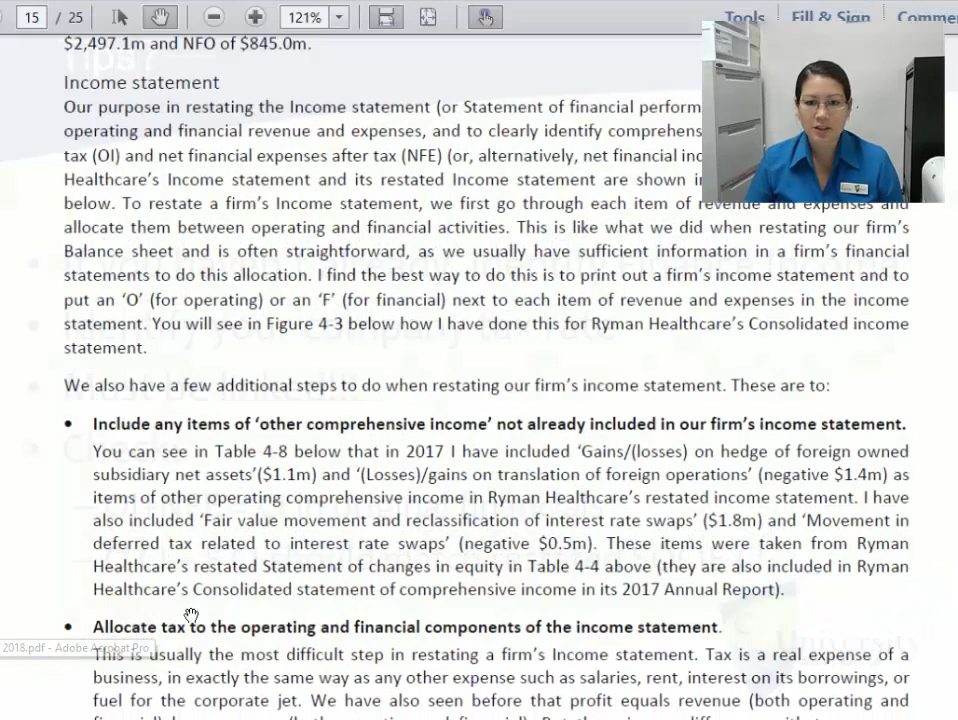 15 / 25
121%
Tools
Fill & Sign
Comme
$2,497.1m and NFO of $845.0m.
Tips?
Income statement
Our purpose in restating the Income statement (or Statement of financial perform
operating and financial revenue and expenses, and to clearly identify comprehens
tax (OI) and net financial expenses after tax (NFE) (or, alternatively, net financial inc
Healthcare's Income statement and its restated Income statement are shown in
below. To restate a firm's Income statement, we first go through each item of revenue and expenses and
allocate them between operating and financial activities. This is like what we did when restating our firm's
Balance sheet and is often straightforward, as we usually have sufficient information in a firm's financial
statements to do this allocation. I find the best way to do this is to print out a firm's income statement and to
put an 'O' (for operating) or an 'F' (for financial) next to each item of revenue and expenses in the income
statement. You will see in Figure 4-3 below how I have done this for Ryman Healthcare's Consolidated income
statement.
Identify your company tax rate
We also have a few additional steps to do when restating our firm's income statement. These are to:
Must be linked!!!
• Include any items of 'other comprehensive income' not already included in our firm's income statement.
You can see in Table 4-8 below that in 2017 I have included 'Gains/(losses) on hedge of foreign owned
subsidiary net assets'($1.1m) and '(Losses)/gains on translation of foreign operations' (negative $1.4m) as
items of other operating comprehensive income in Ryman Healthcare's restated income statement. I have
also included 'Fair value movement and reclassification of interest rate swaps' ($1.8m) and 'Movement in
deferred tax related to interest rate swaps' (negative $0.5m). These items were taken from Ryman
Healthcare's restated Statement of changes in equity in Table 4-4 above (they are also included in Ryman
Healthcare's Consolidated statement of comprehensive income in its 2017 Annual Report).
• Allocate tax to the operating and financial components of the income statement.
2018.pdf - Adobe Acrobat Pro
This is usually the most difficult step in restating a firm's Income statement. Tax is a real expense of a
business, in exactly the same way as any other expense such as salaries, rent, interest on its borrowings, or
fuel for the corporate jet. We have also seen before that profit equals revenue (both operating and